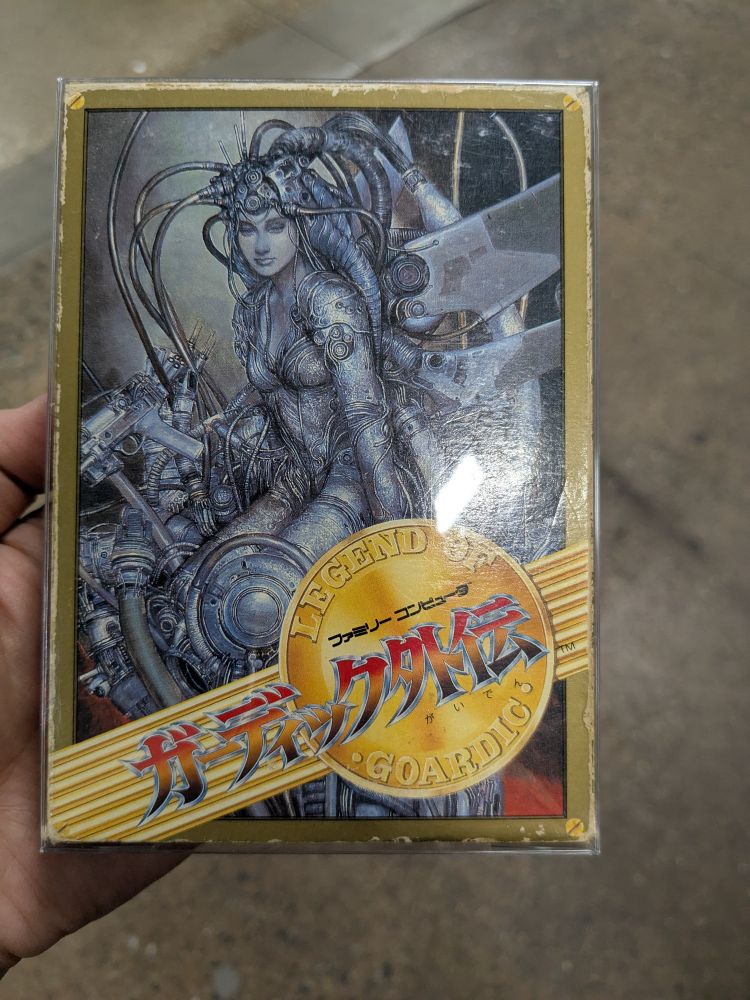 LEGEND OF
ファミリー コンピュータ
ガーディック外伝
がいでん
TM
・GOARDIC・